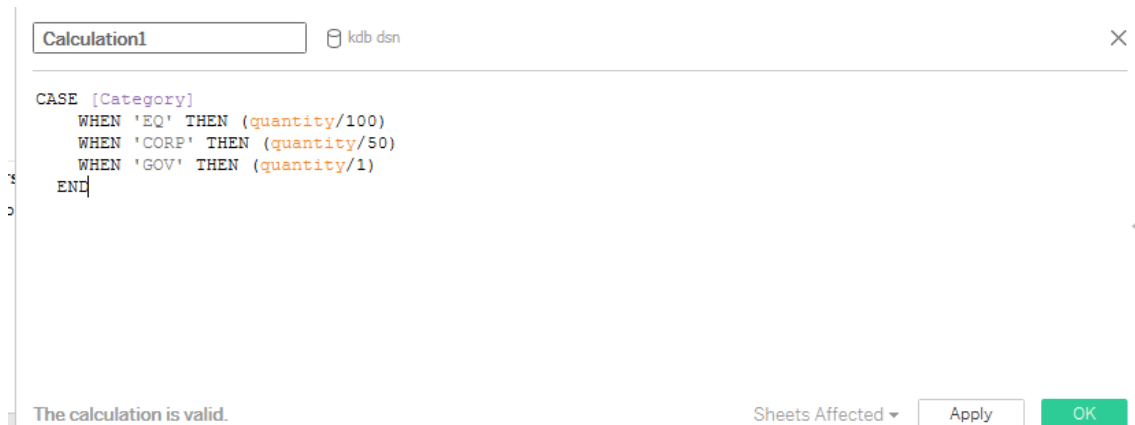 Calculation1 kdb dsn
CASE [Category]
WHEN 'EQ' THEN (quantity/100)
WHEN 'CORP' THEN (quantity/50)
WHEN 'GOV' THEN (quantity/1)
END
The calculation is valid. Sheets Affected Apply OK